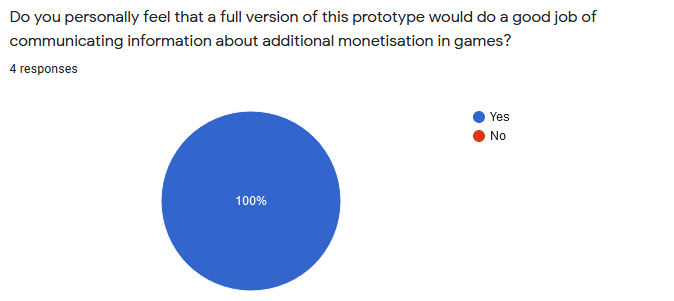 Do you personally feel that a full version of this prototype would do a good job of
communicating information about additional monetisation in games?
4 responses
Yes
No
100%